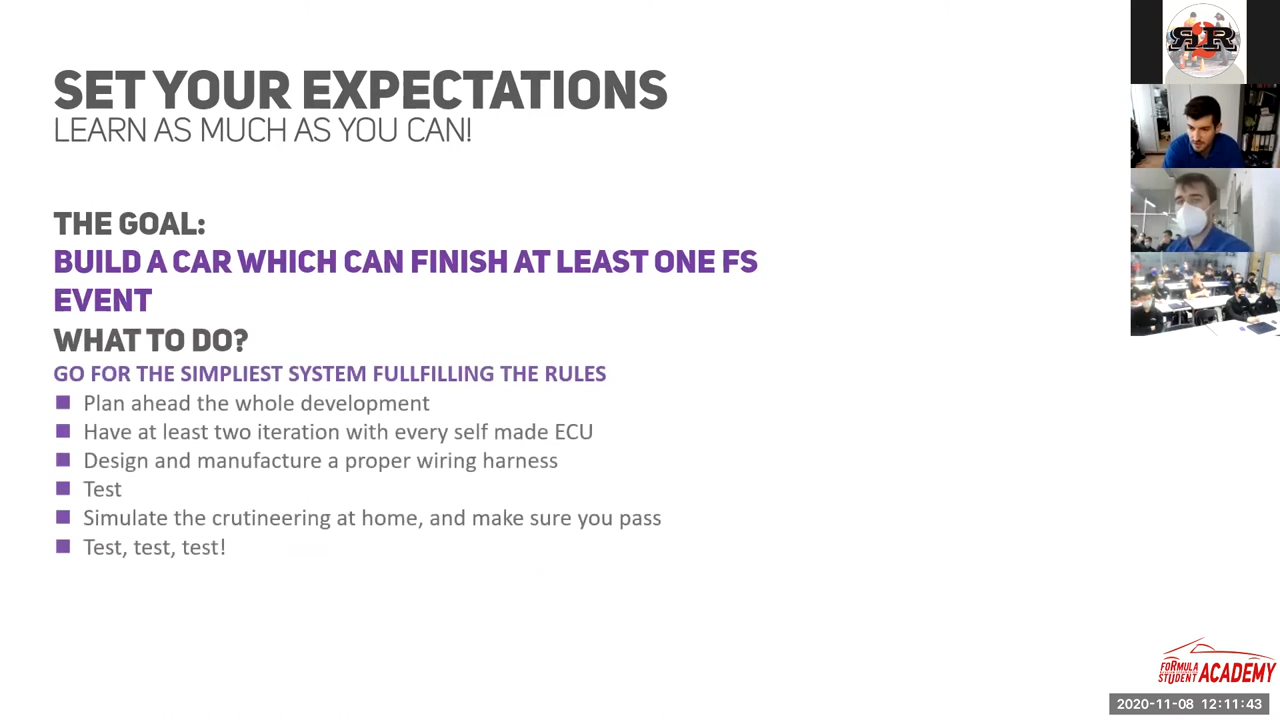 SET YOUR EXPECTATIONS
LEARN AS MUCH AS YOU CAN!
THE GOAL:
BUILD A CAR WHICH CAN FINISH AT LEAST ONE FS
EVENT
WHAT TO DO?
GO FOR THE SIMPLIEST SYSTEM FULLFILLING THE RULES
Plan ahead the whole development
Have at least two iteration with every self made ECU
Design and manufacture a proper wiring harness
Test
Simulate the crutineering at home, and make sure you pass
Test, test, test!
FORMULA
STUDENT ACADEMY
2020-11-08 12:11:43